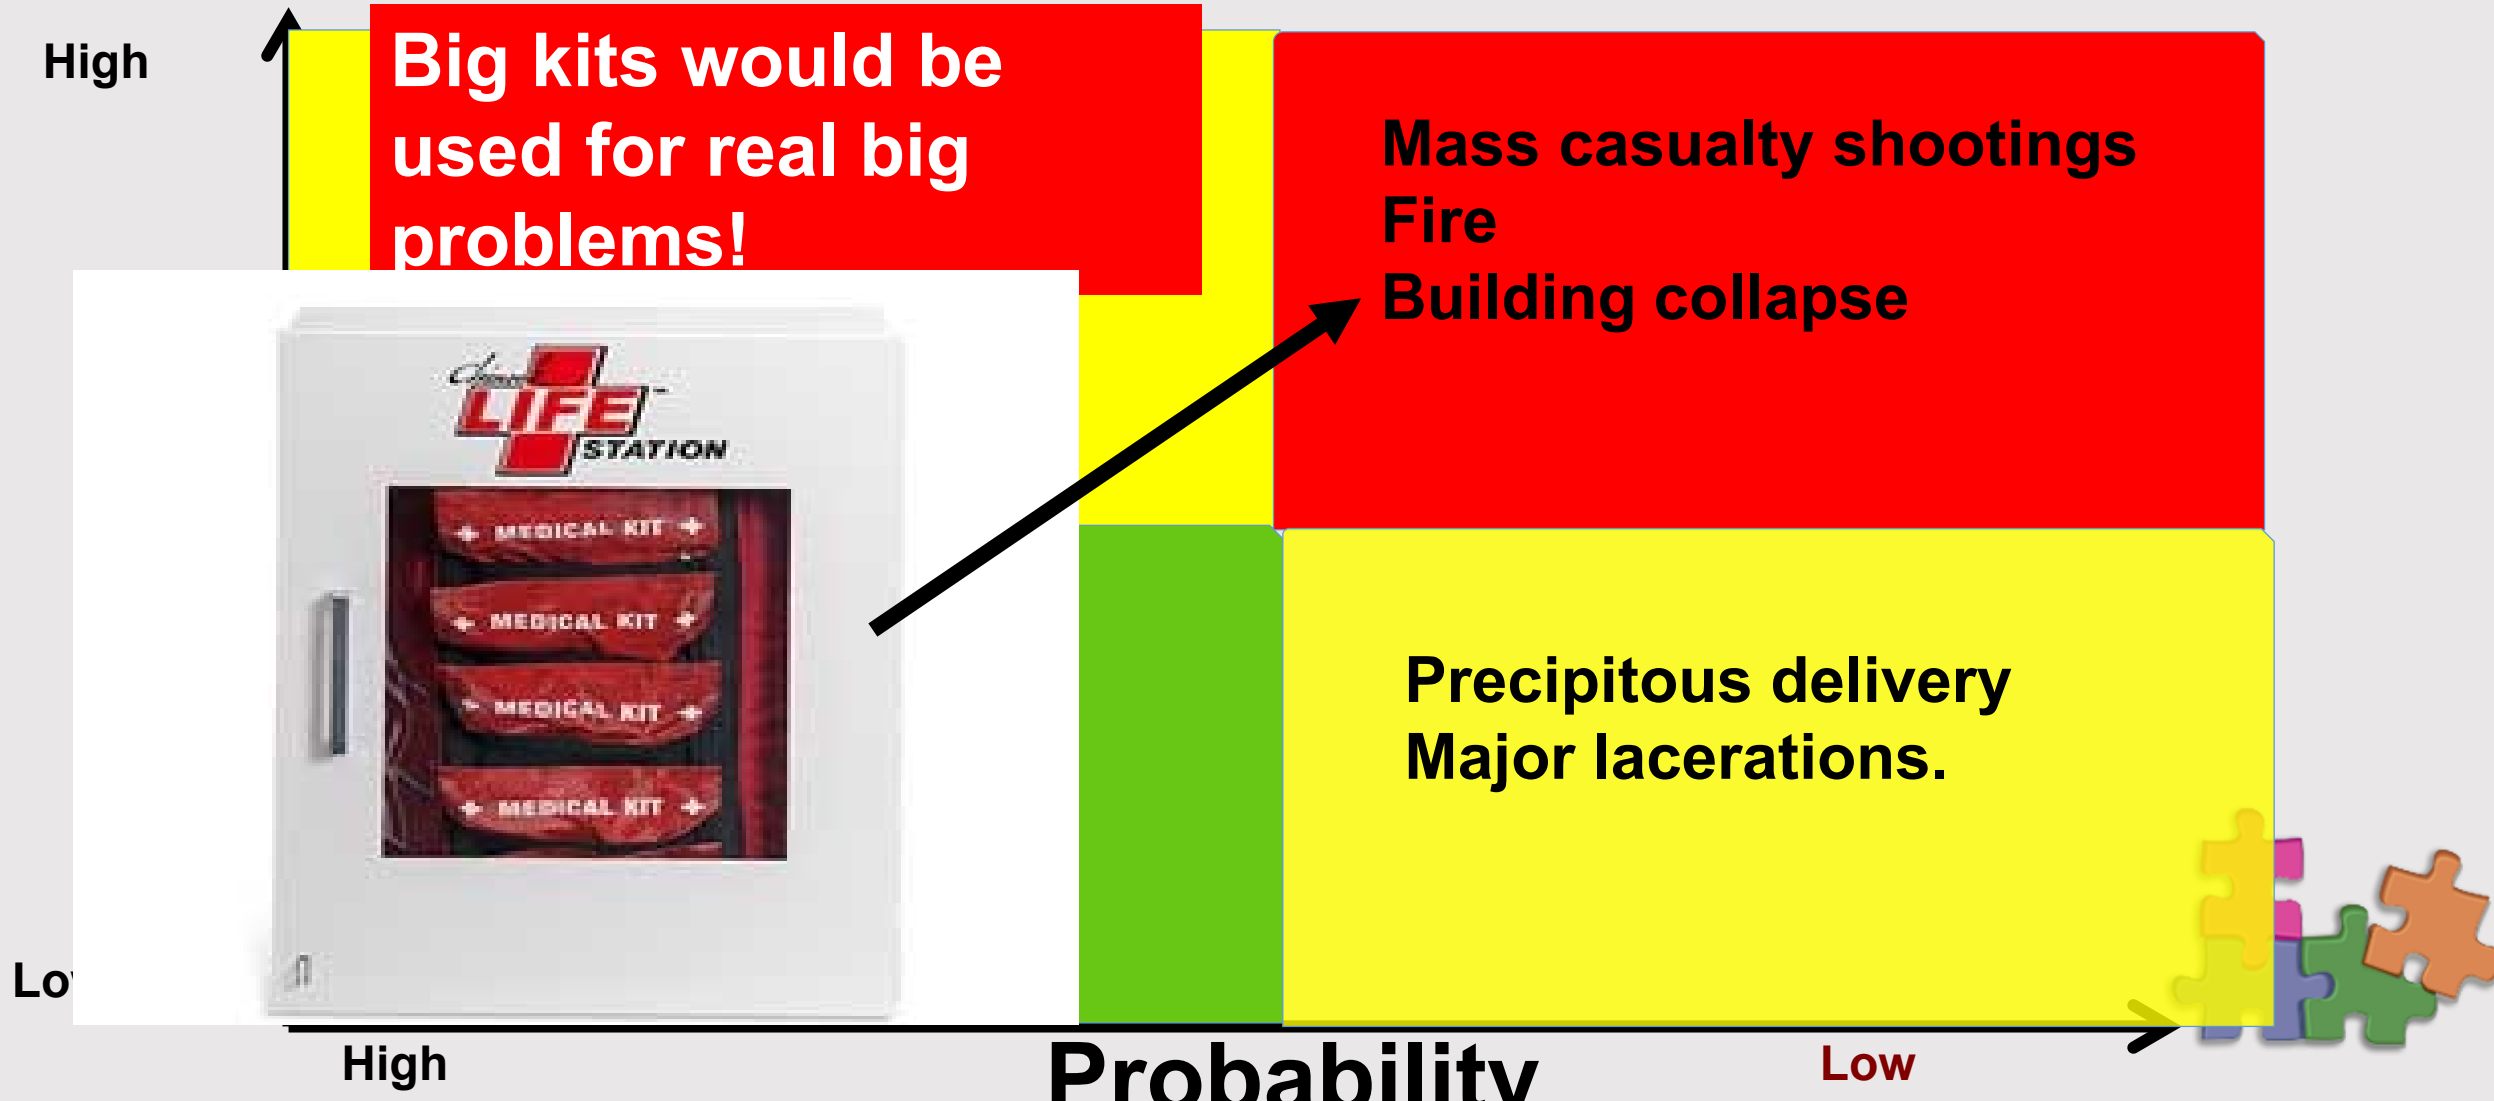 High
Big kits would be
used for real big
problems!
Mass casualty shootings
Fire
Building collapse
LIFE
STATION
+ MEDICAL KIT +
+ MEDICAL KIT +
+ MEDICAL KIT +
+ MEDICAL KIT +
Precipitous delivery
Major lacerations.
High
Probability
Low